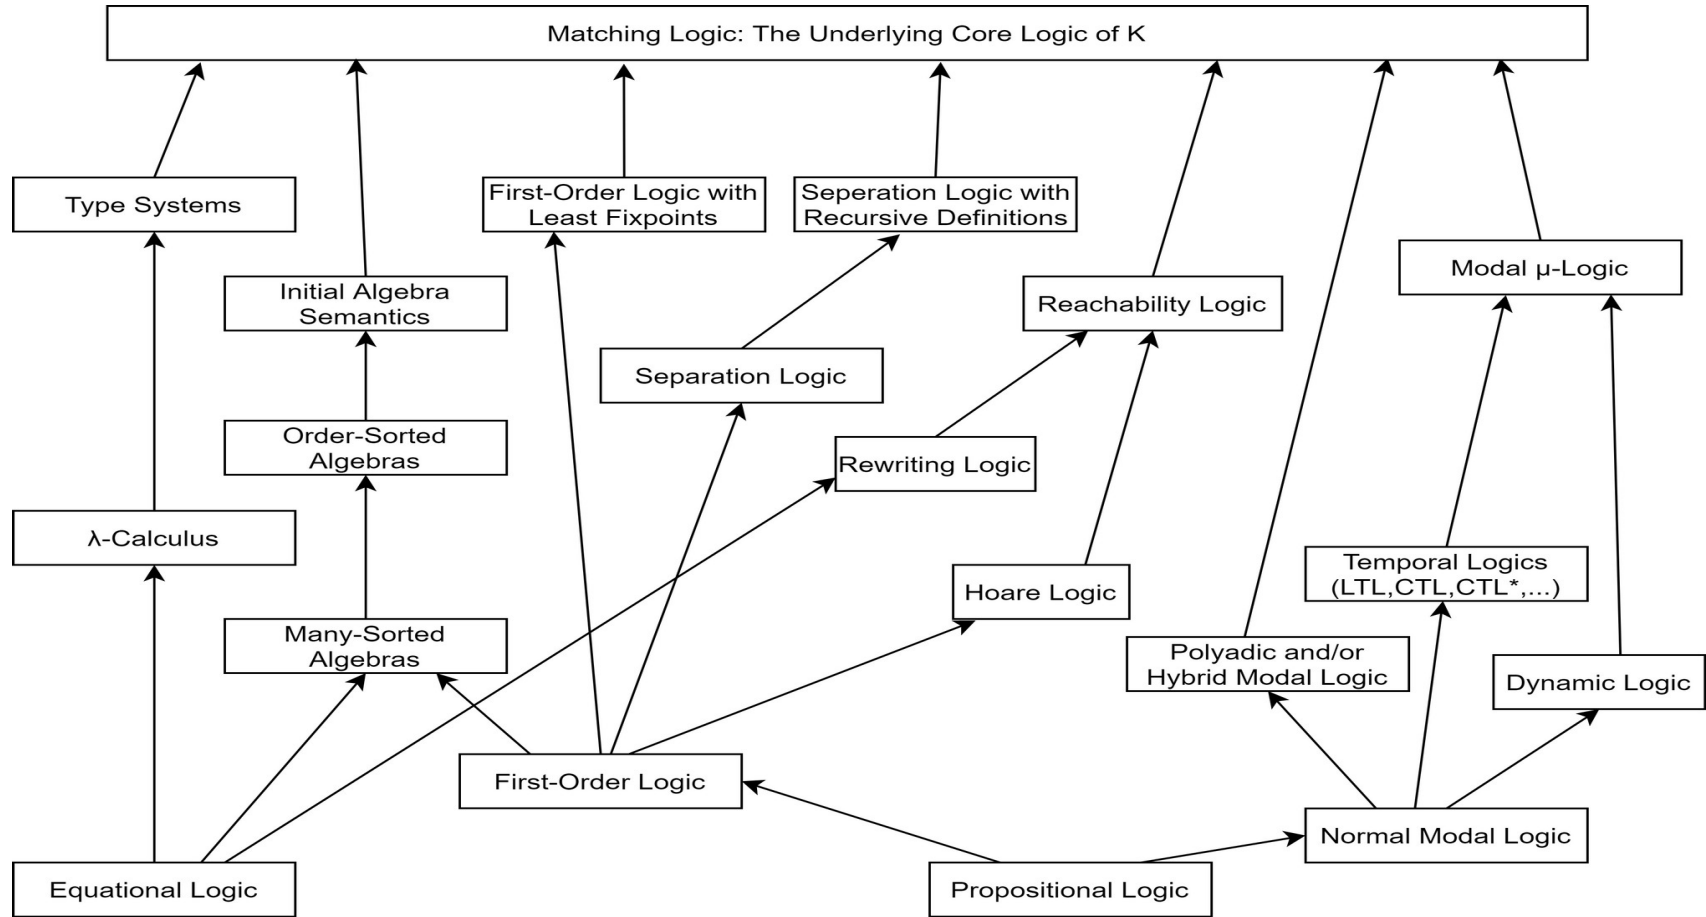 Matching Logic: The Underlying Core Logic of K
Type Systems
First-Order Logic with
Least Fixpoints
Seperation Logic with
Recursive Definitions
Modal μ-Logic
Initial Algebra
Semantics
Reachability Logic
Separation Logic
Order-Sorted
Algebras
Rewriting Logic
λ-Calculus
Temporal Logics
(LTL,CTL,CTL*,...)
Hoare Logic
Many-Sorted
Algebras
Polyadic and/or
Hybrid Modal Logic
Dynamic Logic
First-Order Logic
Normal Modal Logic
Equational Logic
Propositional Logic